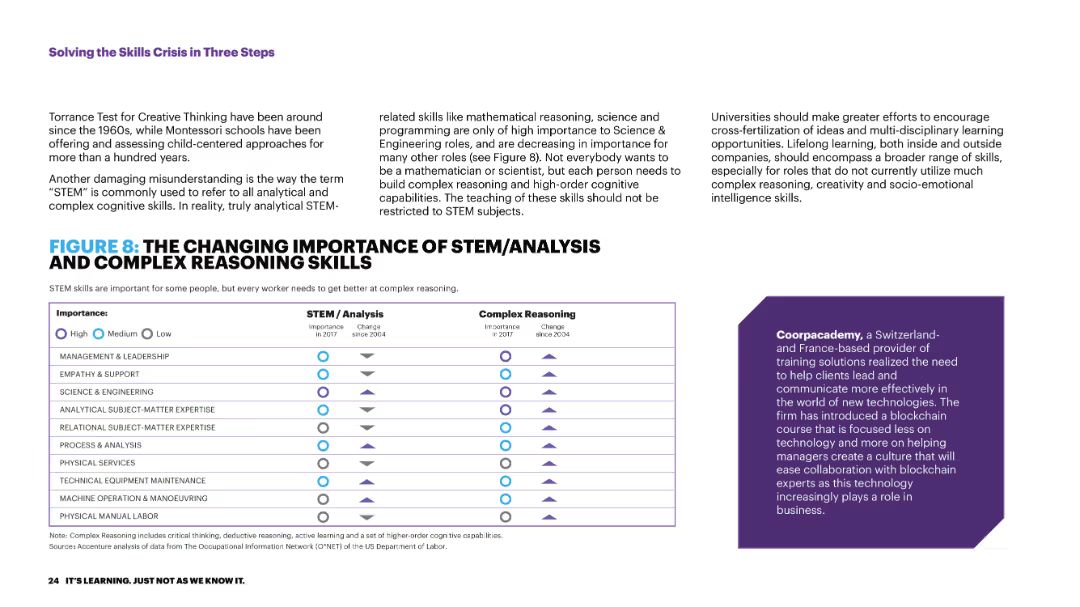 Solving the Skills Crisis in Three Steps
Torrance Test for Creative Thinking have been around
since the 1960s, while Montessori schools have been
offering and assessing child-centered approaches for
more than a hundred years.
Another damaging misunderstanding is the way the term
“STEM” is commonly used to refer to all analytical and
complex cognitive skills. In reality, truly analytical STEM-
related skills like mathematical reasoning, science and
programming are only of high importance to Science &
Engineering roles, and are decreasing in importance for
many other roles (see Figure 8). Not everybody wants to
be a mathematician or scientist, but each person needs to
build complex reasoning and high-order cognitive
capabilities. The teaching of these skills should not be
restricted to STEM subjects.
Universities should make greater efforts to encourage
cross-fertilization of ideas and multi-disciplinary learning
opportunities. Lifelong learning, both inside and outside
companies, should encompass a broader range of skills,
especially for roles that do not currently utilize much
complex reasoning, creativity and socio-emotional
intelligence skills.
FIGURE 8: THE CHANGING IMPORTANCE OF STEM/ANALYSIS
AND COMPLEX REASONING SKILLS
STEM skills are important for some people, but every worker needs to get better at complex reasoning.
Importance:
High Medium Low
STEM / Analysis
Importance in 2017
Change since 2004
Complex Reasoning
Importance in 2017
Change since 2004
MANAGEMENT & LEADERSHIP
EMPATHY & SUPPORT
SCIENCE & ENGINEERING
ANALYTICAL SUBJECT-MATTER EXPERTISE
RELATIONAL SUBJECT-MATTER EXPERTISE
PROCESS & ANALYSIS
PHYSICAL SERVICES
TECHNICAL EQUIPMENT MAINTENANCE
MACHINE OPERATION & MANOEUVRING
PHYSICAL MANUAL LABOR
Note: Complex Reasoning includes critical thinking, deductive reasoning, active learning and a set of higher-order cognitive capabilities.
Source: Accenture analysis of data from The Occupational Information Network (O*NET) of the US Department of Labor.
Coorpacademy, a Switzerland-
and France-based provider of
training solutions realized the need
to help clients lead and
communicate more effectively in
the world of new technologies. The
firm has introduced a blockchain
course that is focused less on
technology and more on helping
managers create a culture that will
ease collaboration with blockchain
experts as this technology
increasingly plays a role in
business.
24 IT’S LEARNING. JUST NOT AS WE KNOW IT.